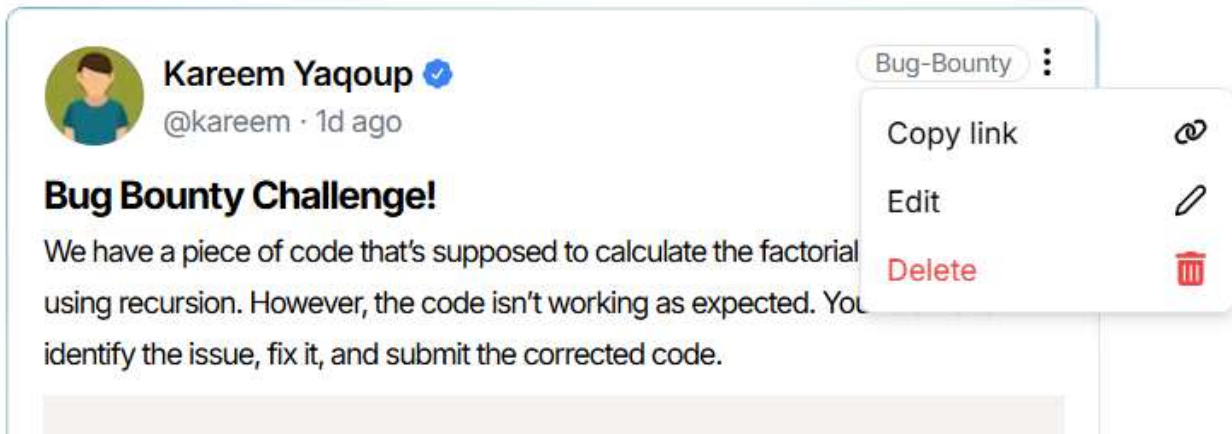 Kareem Yaqoup
Bug-Bounty
@kareem · 1d ago
Copy link
Edit
Delete
Bug Bounty Challenge!
We have a piece of code that's supposed to calculate the factorial
using recursion. However, the code isn't working as expected.
identify the issue, fix it, and submit the corrected code.